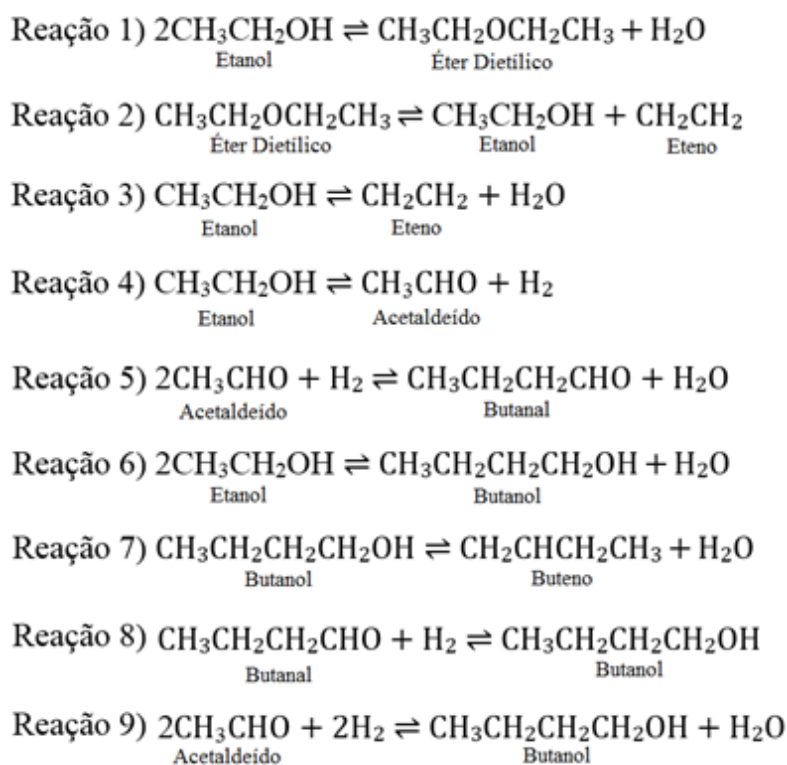 Reação 1) 2CH₃CH₂OH ⇌ CH₃CH₂OCH₂CH₃ + H₂O
Etanol Éter Dietílico
Reação 2) CH₃CH₂OCH₂CH₃ ⇌ CH₃CH₂OH + CH₂CH₂
Éter Dietílico Etanol Eteno
Reação 3) CH₃CH₂OH ⇌ CH₂CH₂ + H₂O
Etanol Eteno
Reação 4) CH₃CH₂OH ⇌ CH₃CHO + H₂
Etanol Acetaldeído
Reação 5) 2CH₃CHO + H₂ ⇌ CH₃CH₂CH₂CHO + H₂O
Acetaldeído Butanal
Reação 6) 2CH₃CH₂OH ⇌ CH₃CH₂CH₂CH₂OH + H₂O
Etanol Butanol
Reação 7) CH₃CH₂CH₂CH₂OH ⇌ CH₂CHCH₂CH₃ + H₂O
Butanol Buteno
Reação 8) CH₃CH₂CH₂CHO + H₂ ⇌ CH₃CH₂CH₂CH₂OH
Butanal Butanol
Reação 9) 2CH₃CHO + 2H₂ ⇌ CH₃CH₂CH₂CH₂OH + H₂O
Acetaldeído Butanol